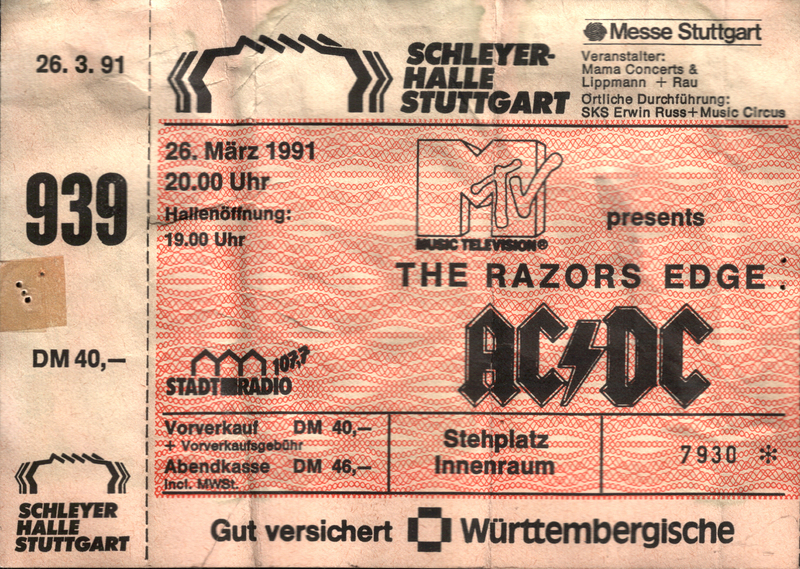 26. 3. 91
939
DM 40,—
SCHLEYER
HALLE
STUTTGART
SCHLEYER-
HALLE
STUTTGART
Messe Stuttgart
Veranstalter:
Mama Concerts &
Lippmann + Rau
Örtliche Durchführung:
SKS Erwin Russ+Music Circus
26. März 1991
20.00 Uhr
Hallenöffnung:
19.00 Uhr
MTV
MUSIC TELEVISION®
presents
THE RAZORS EDGE :
AC/DC
STADTRADIO 107,7
Vorverkauf DM 40,—
+ Vorverkaufsgebühr
Abendkasse DM 46,—
incl. MWSt.
Stehplatz
Innenraum
7930 *
Gut versichert Württembergische